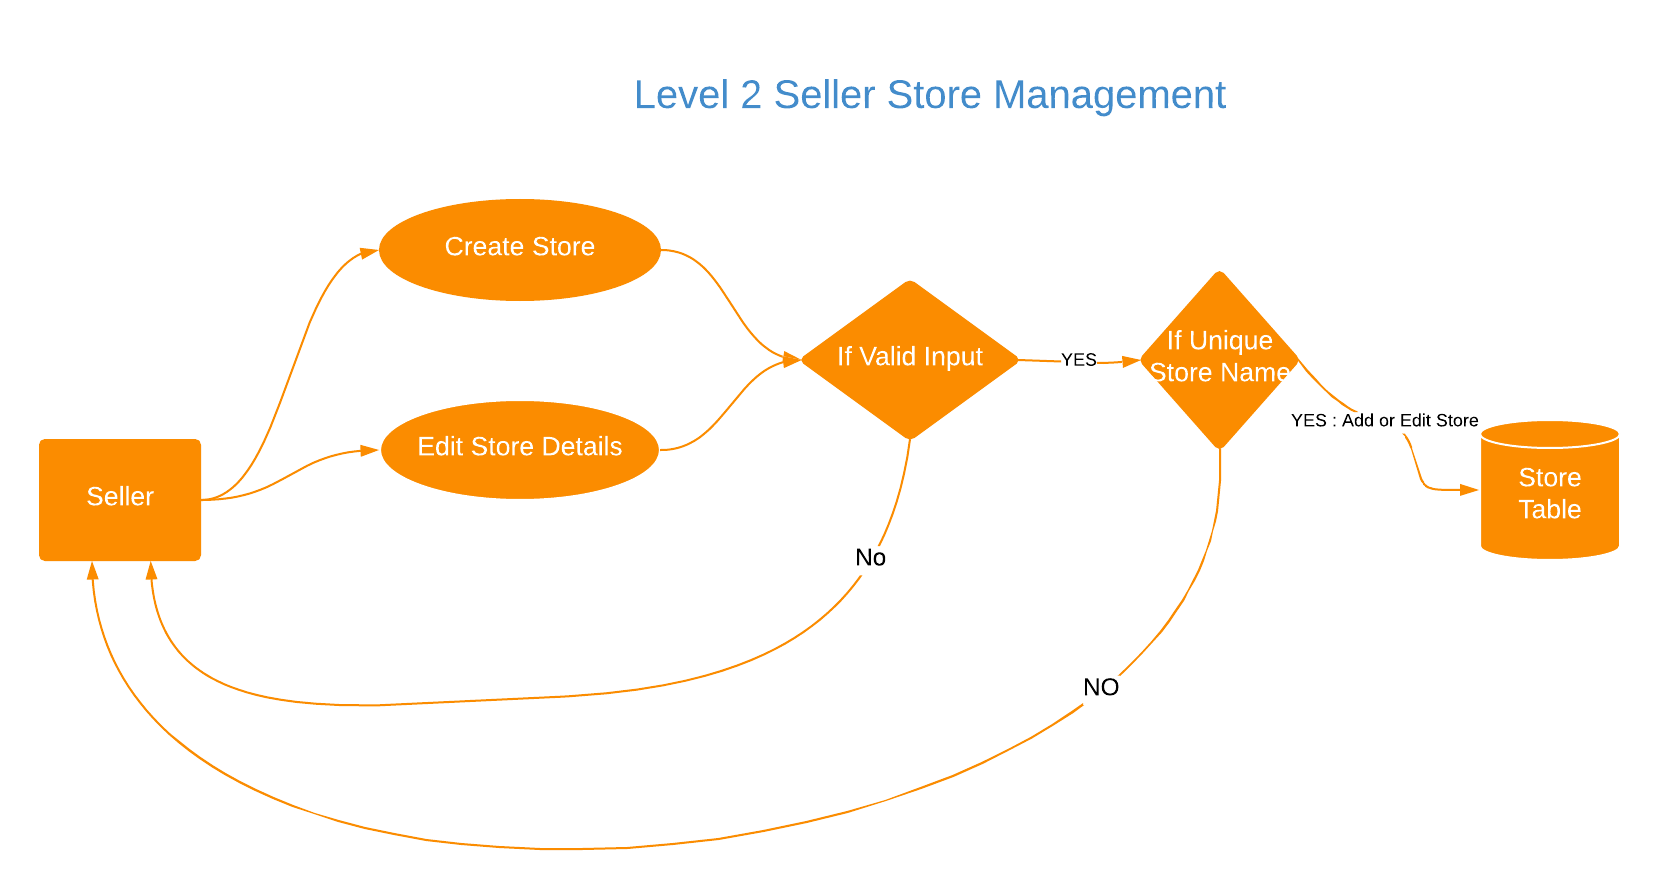 Level 2 Seller Store Management
Create Store
If Valid Input
YES
If Unique
Store Name
YES : Add or Edit Store
Edit Store Details
Seller
Store
Table
No
NO